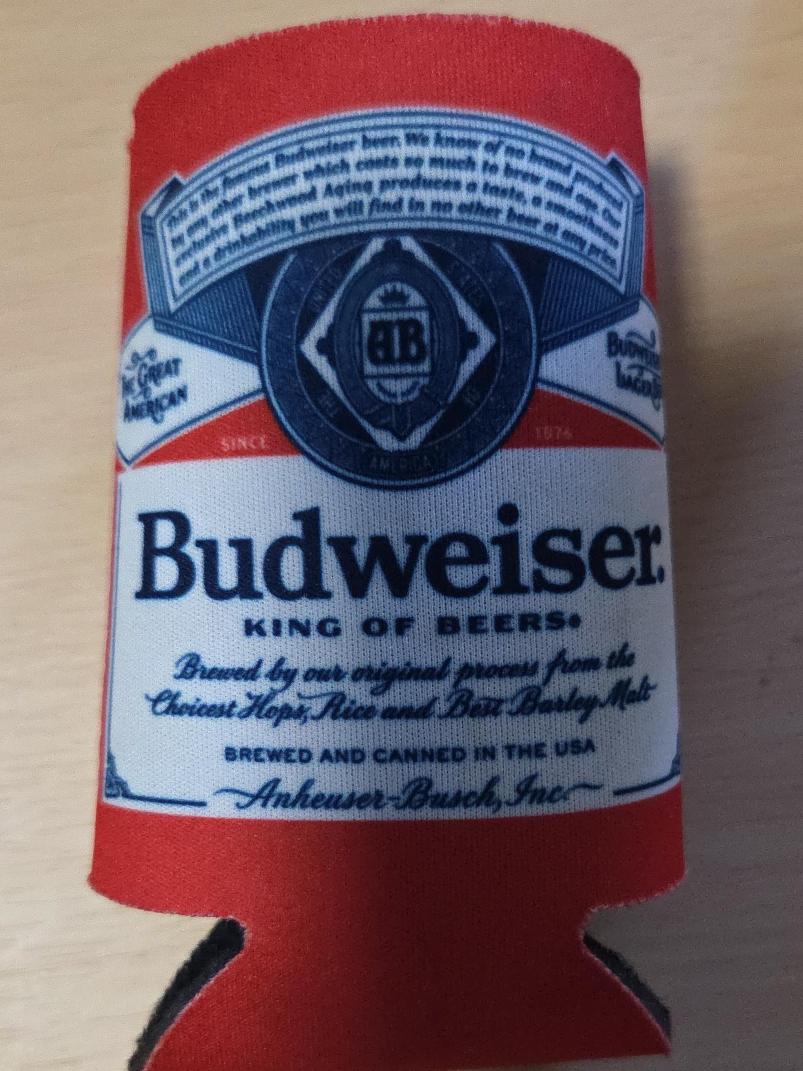 This is the famous Budweiser beer. We know of no brand produced
by any other brewer which costs so much to brew and age. Our
exclusive Beechwood Aging produces a taste, a smoothness
and a drinkability you will find in no other beer at any price.
AB
THE GREAT
AMERICAN
BUDWEISER
LAGER
SINCE
1876
AMERICA
Budweiser.
KING OF BEERS®
Brewed by our original process from the
Choicest Hops, Rice and Best Barley Malt
BREWED AND CANNED IN THE USA
Anheuser-Busch, Inc.